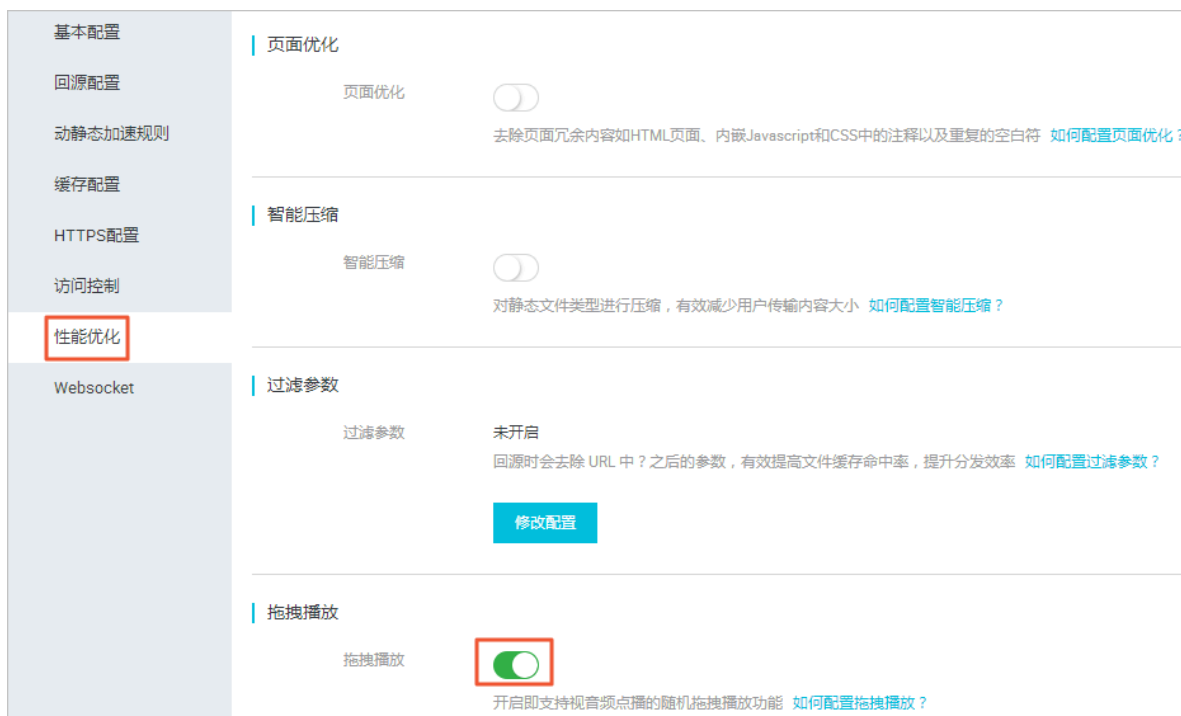 基本配置
回源配置
动静态加速规则
缓存配置
HTTPS配置
访问控制
性能优化
Websocket
页面优化
页面优化
去除页面冗余内容如HTML页面、内嵌Javascript和CSS中的注释以及重复的空白符 如何配置页面优化？
智能压缩
智能压缩
对静态文件类型进行压缩，有效减少用户传输内容大小 如何配置智能压缩？
过滤参数
过滤参数
未开启
回源时会去除 URL 中？之后的参数，有效提高文件缓存命中率，提升分发效率 如何配置过滤参数？
修改配置
拖拽播放
拖拽播放
开启即支持视音频点播的随机拖拽播放功能 如何配置拖拽播放？